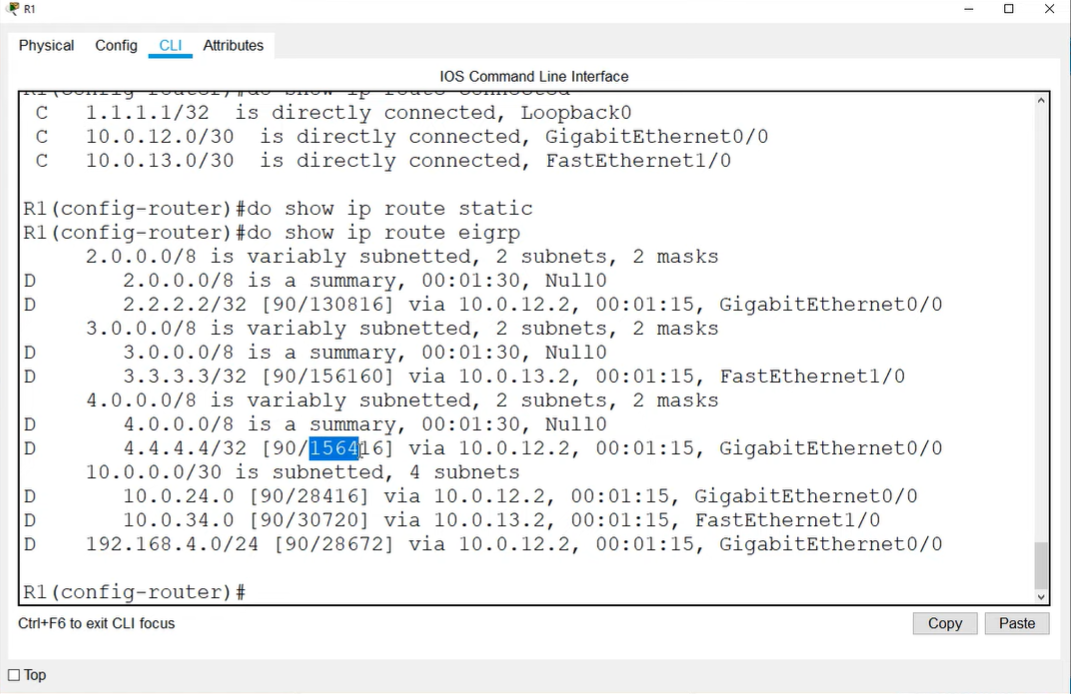 R1
Physical Config CLI Attributes
IOS Command Line Interface
R1(config-router)#do show ip route connected
C 1.1.1.1/32 is directly connected, Loopback0
C 10.0.12.0/30 is directly connected, GigabitEthernet0/0
C 10.0.13.0/30 is directly connected, FastEthernet1/0
R1(config-router)#do show ip route static
R1(config-router)#do show ip route eigrp
2.0.0.0/8 is variably subnetted, 2 subnets, 2 masks
D 2.0.0.0/8 is a summary, 00:01:30, Null0
D 2.2.2.2/32 [90/130816] via 10.0.12.2, 00:01:15, GigabitEthernet0/0
3.0.0.0/8 is variably subnetted, 2 subnets, 2 masks
D 3.0.0.0/8 is a summary, 00:01:30, Null0
D 3.3.3.3/32 [90/156160] via 10.0.13.2, 00:01:15, FastEthernet1/0
4.0.0.0/8 is variably subnetted, 2 subnets, 2 masks
D 4.0.0.0/8 is a summary, 00:01:30, Null0
D 4.4.4.4/32 [90/156416] via 10.0.12.2, 00:01:15, GigabitEthernet0/0
10.0.0.0/30 is subnetted, 4 subnets
D 10.0.24.0 [90/28416] via 10.0.12.2, 00:01:15, GigabitEthernet0/0
D 10.0.34.0 [90/30720] via 10.0.13.2, 00:01:15, FastEthernet1/0
D 192.168.4.0/24 [90/28672] via 10.0.12.2, 00:01:15, GigabitEthernet0/0
R1(config-router)#
Ctrl+F6 to exit CLI focus
Copy Paste
Top